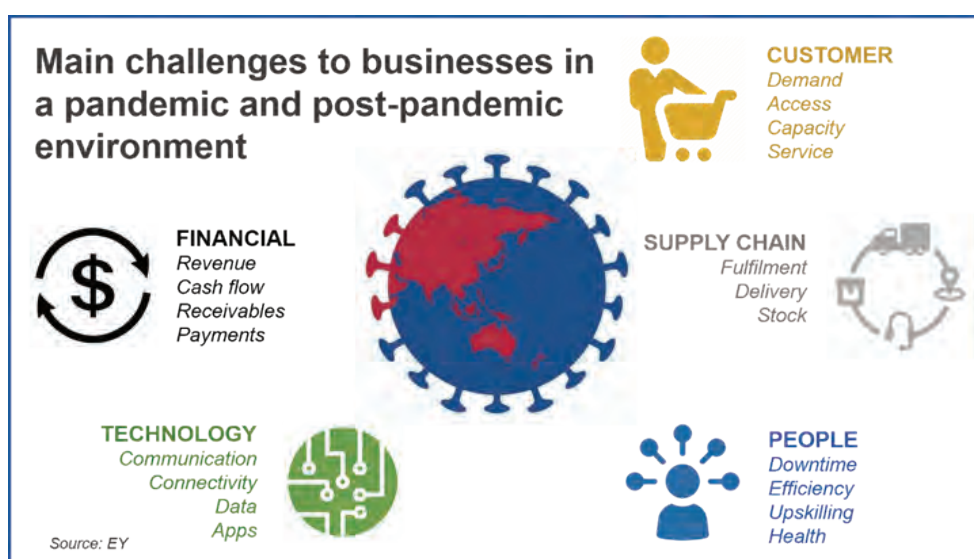 Main challenges to businesses in
a pandemic and post-pandemic
environment
CUSTOMER
Demand
Access
Capacity
Service
FINANCIAL
Revenue
Cash flow
Receivables
Payments
$
SUPPLY CHAIN
Fulfilment
Delivery
Stock
TECHNOLOGY
Communication
Connectivity
Data
Apps
PEOPLE
Downtime
Efficiency
Upskilling
Health
Source: EY